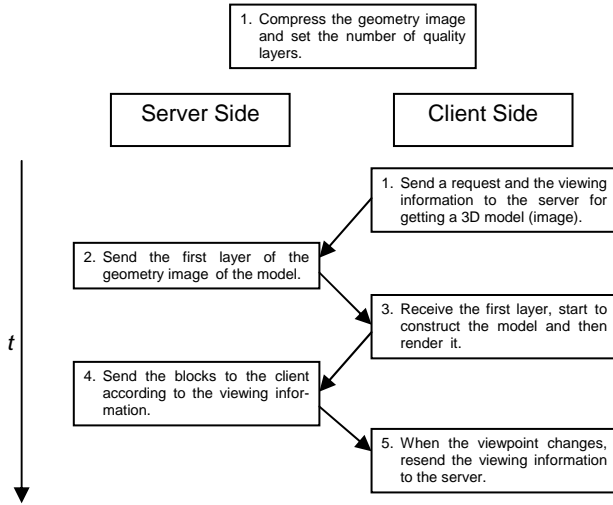 1. Compress the geometry image
and set the number of quality
layers.
Server Side
Client Side
1. Send a request and the viewing
information to the server for
getting a 3D model (image).
2. Send the first layer of the
geometry image of the model.
3. Receive the first layer, start to
construct the model and then
render it.
t
4. Send the blocks to the client
according to the viewing infor-
mation.
5. When the viewpoint changes,
resend the viewing information
to the server.